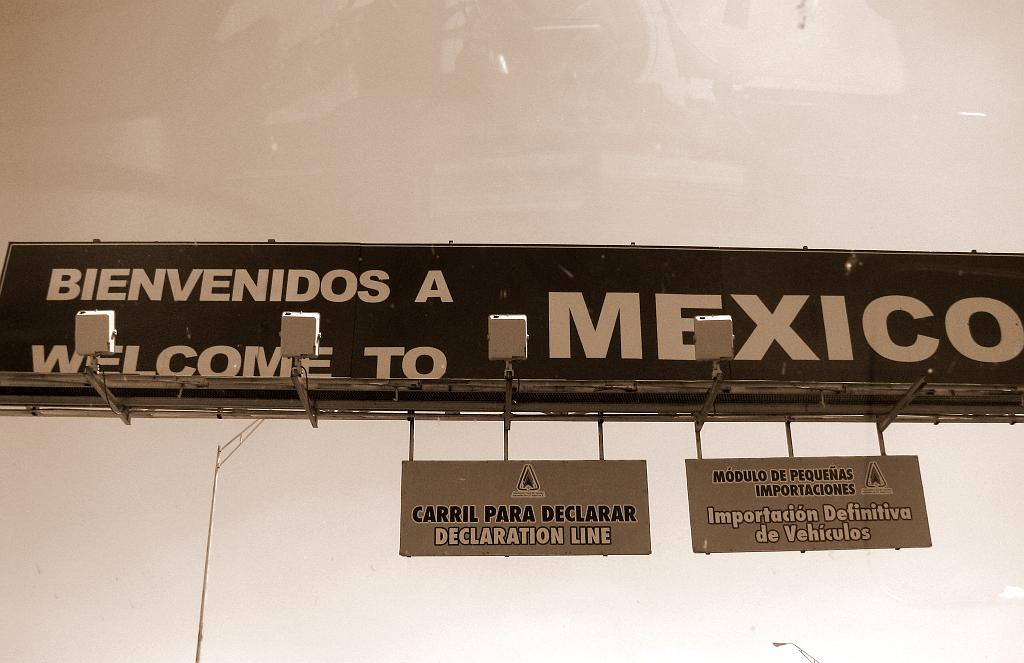 BIENVENIDOS A
WELCOME TO
MEXICO
CARRIL PARA DECLARAR
DECLARATION LINE
MÓDULO DE PEQUEÑAS
IMPORTACIONES
Importación Definitiva
de Vehículos